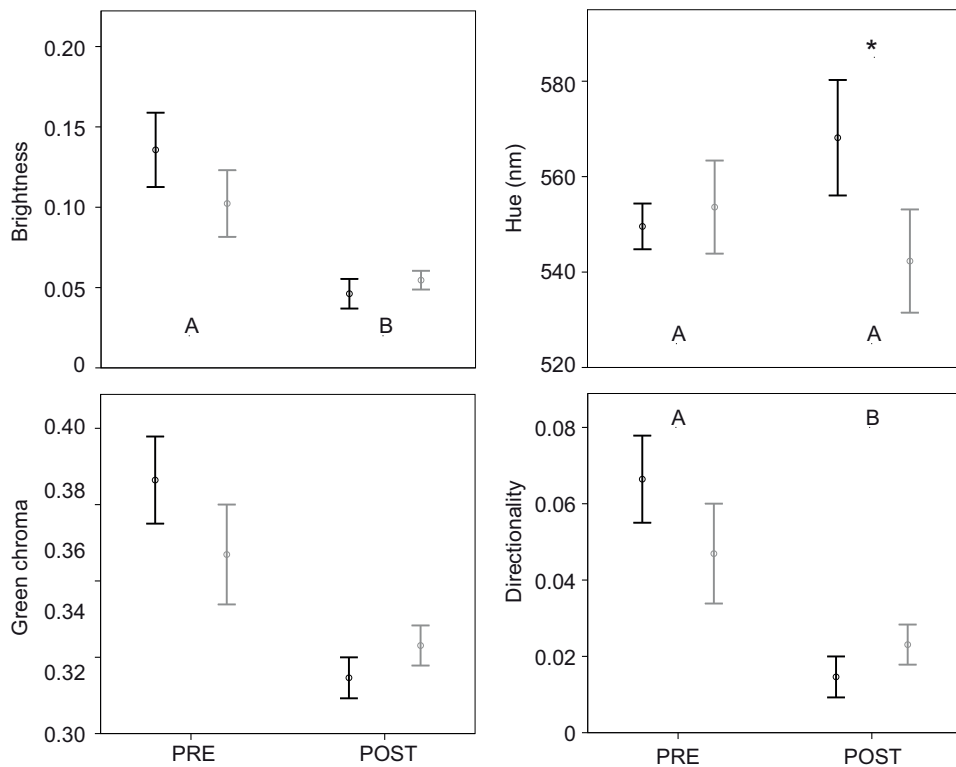 Brightness
0.20
0.15
0.10
0.05
0
A
B
Hue (nm)
580
560
540
520
*
A
A
Green chroma
0.40
0.38
0.36
0.34
0.32
0.30
PRE
POST
Directionality
0.08
0.06
0.04
0.02
0
A
B
PRE
POST